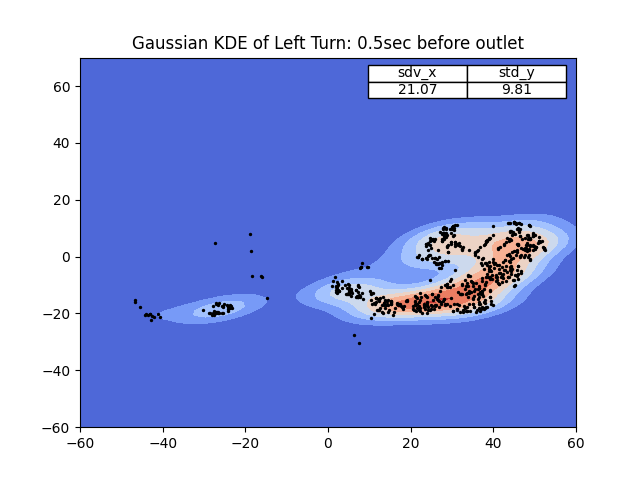 Gaussian KDE of Left Turn: 0.5sec before outlet
sdv_x std_y
21.07 9.81
60
40
20
0
−20
−40
−60
−60 −40 −20 0 20 40 60